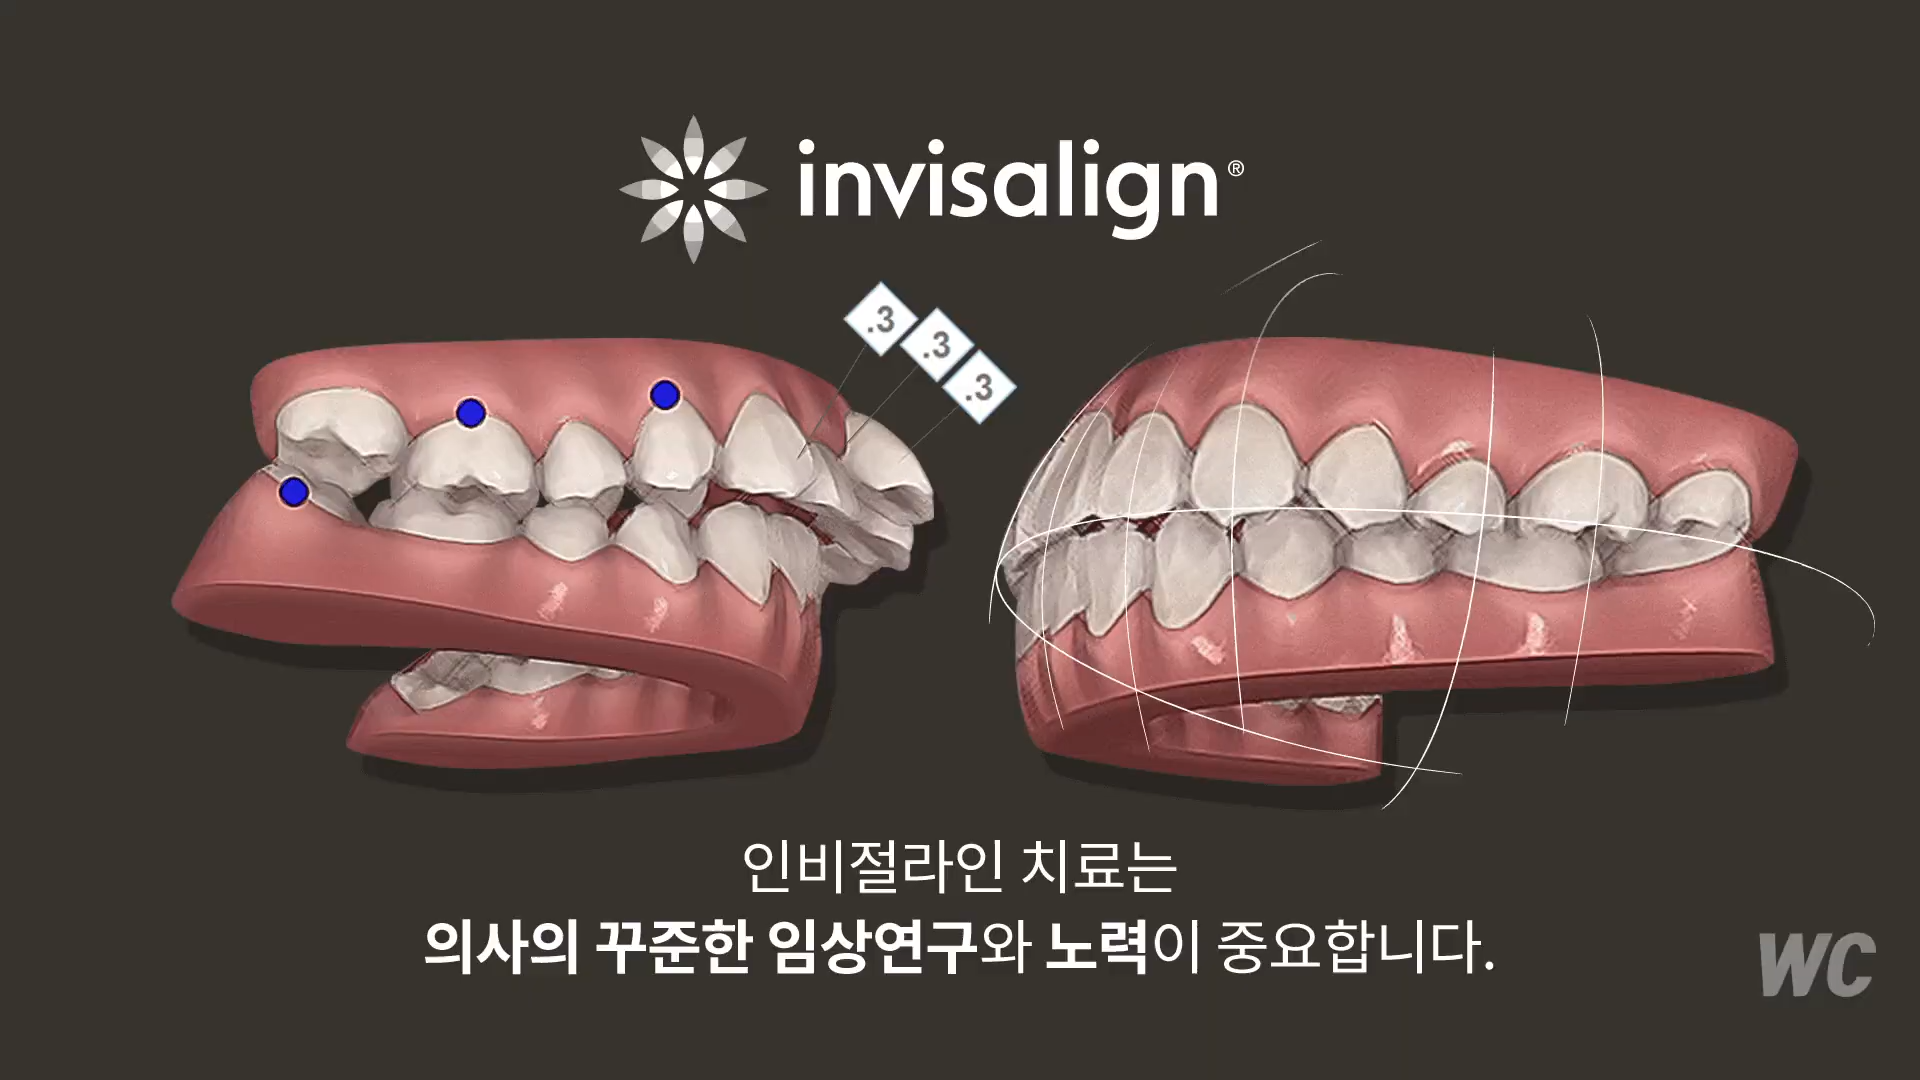 invisalign®
.3
.3
.3
인비절라인 치료는
의사의 꾸준한 임상연구와 노력이 중요합니다.
WC